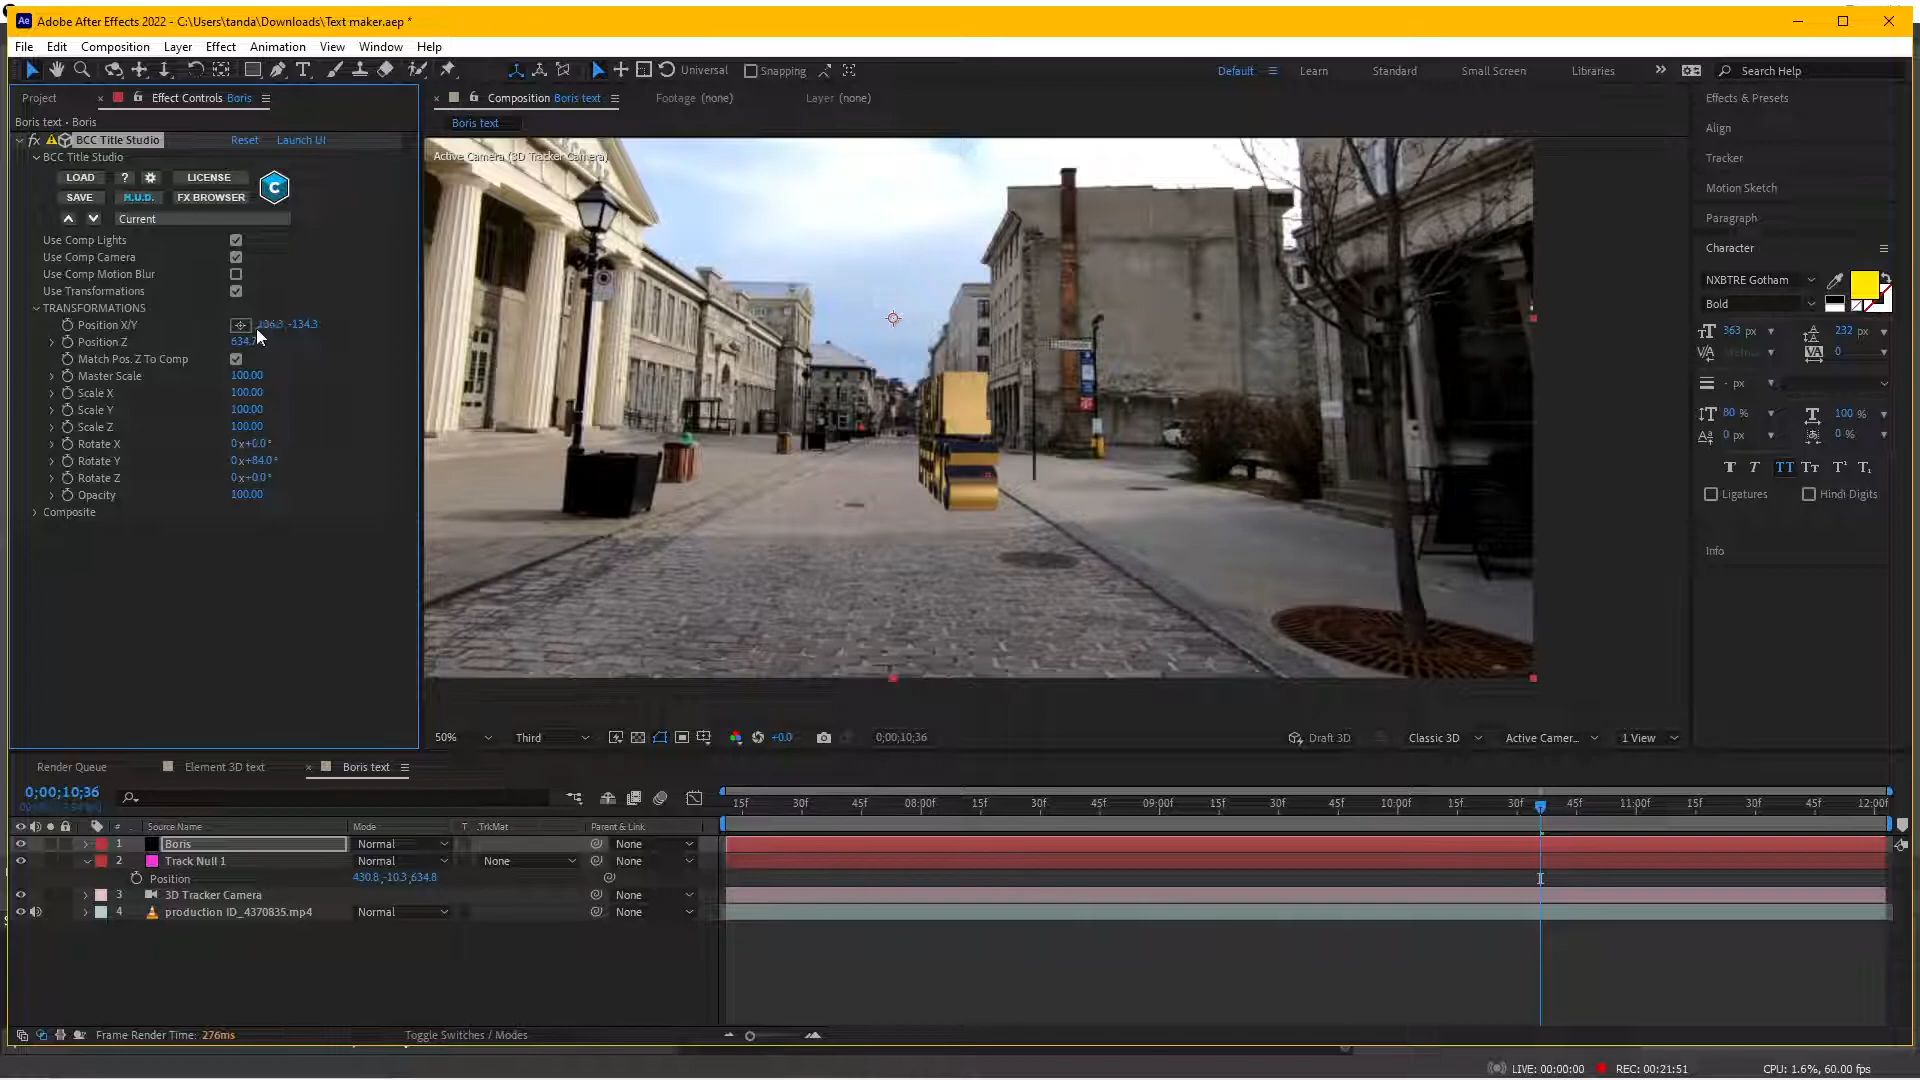 Adobe After Effects 2022 - C:\Users\tanda\Downloads\Text maker.aep *
File Edit Composition Layer Effect Animation View Window Help
Universal Snapping Default Learn Standard Small Screen Libraries Search Help
Project Effect Controls Boris Composition Boris text Footage (none) Layer (none) Effects & Presets
Boris text • Boris
Boris text
Align
fx BCC Title Studio Reset Launch UI
BCC Title Studio
Active Camera (3D Tracker Camera)
Tracker
LOAD ? LICENSE
SAVE H.U.D. FX BROWSER
Motion Sketch
Current
Paragraph
Use Comp Lights
Character
Use Comp Camera
Use Comp Motion Blur
NXBTRE Gotham
Use Transformations
Bold
TRANSFORMATIONS
Position X/Y -134.3
363 px 232 px
Position Z
Match Pos. Z To Comp
0
Master Scale 100.00
- px
Scale X 100.00
Scale Y 100.00
80 % 100 %
Scale Z 100.00
0 px 0 %
Rotate X 0x+0.0°
Rotate Y 0x+84.0°
T T TT Tт T¹ T₁
Rotate Z 0x+0.0°
Opacity 100.00
Ligatures Hindi Digits
Composite
Info
50% Third +0.0 0;00;10;36 Draft 3D Classic 3D Active Camer... 1 View
Render Queue Element 3D text Boris text
0;00;10;36
15f 30f 45f 08:00f 15f 30f 45f 09:00f 15f 30f 45f 10:00f 15f 30f 45f 11:00f 15f 30f 45f 12:00f
# Source Name Mode T .TrkMat Parent & Link
1 Boris Normal None
2 Track Null 1 Normal None None
Position 430.8,-10.3,634.8
3 3D Tracker Camera None
4 production ID_4370835.mp4 Normal None
Frame Render Time: 276ms Toggle Switches / Modes
LIVE: 00:00:00 REC: 00:21:51 CPU: 1.6%, 60.00 fps